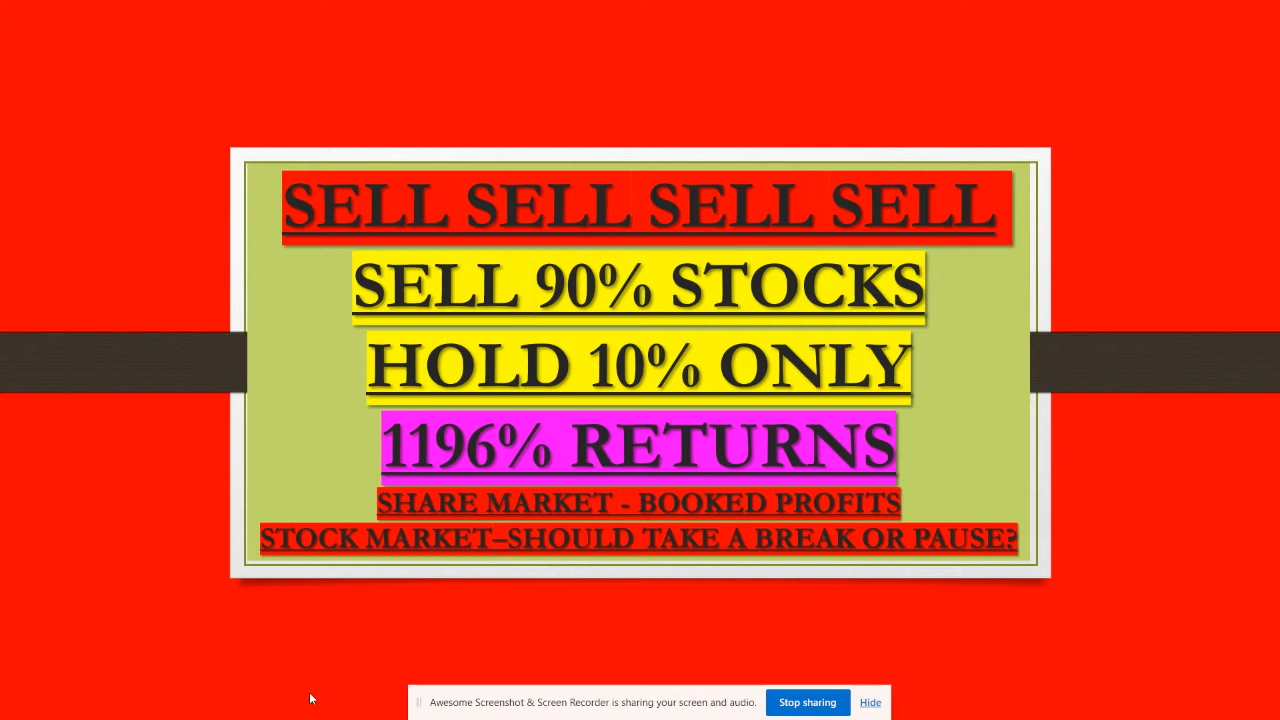 SELL SELL SELL SELL
SELL 90% STOCKS
HOLD 10% ONLY
1196% RETURNS
SHARE MARKET - BOOKED PROFITS
STOCK MARKET–SHOULD TAKE A BREAK OR PAUSE?
Awesome Screenshot & Screen Recorder is sharing your screen and audio. Stop sharing Hide